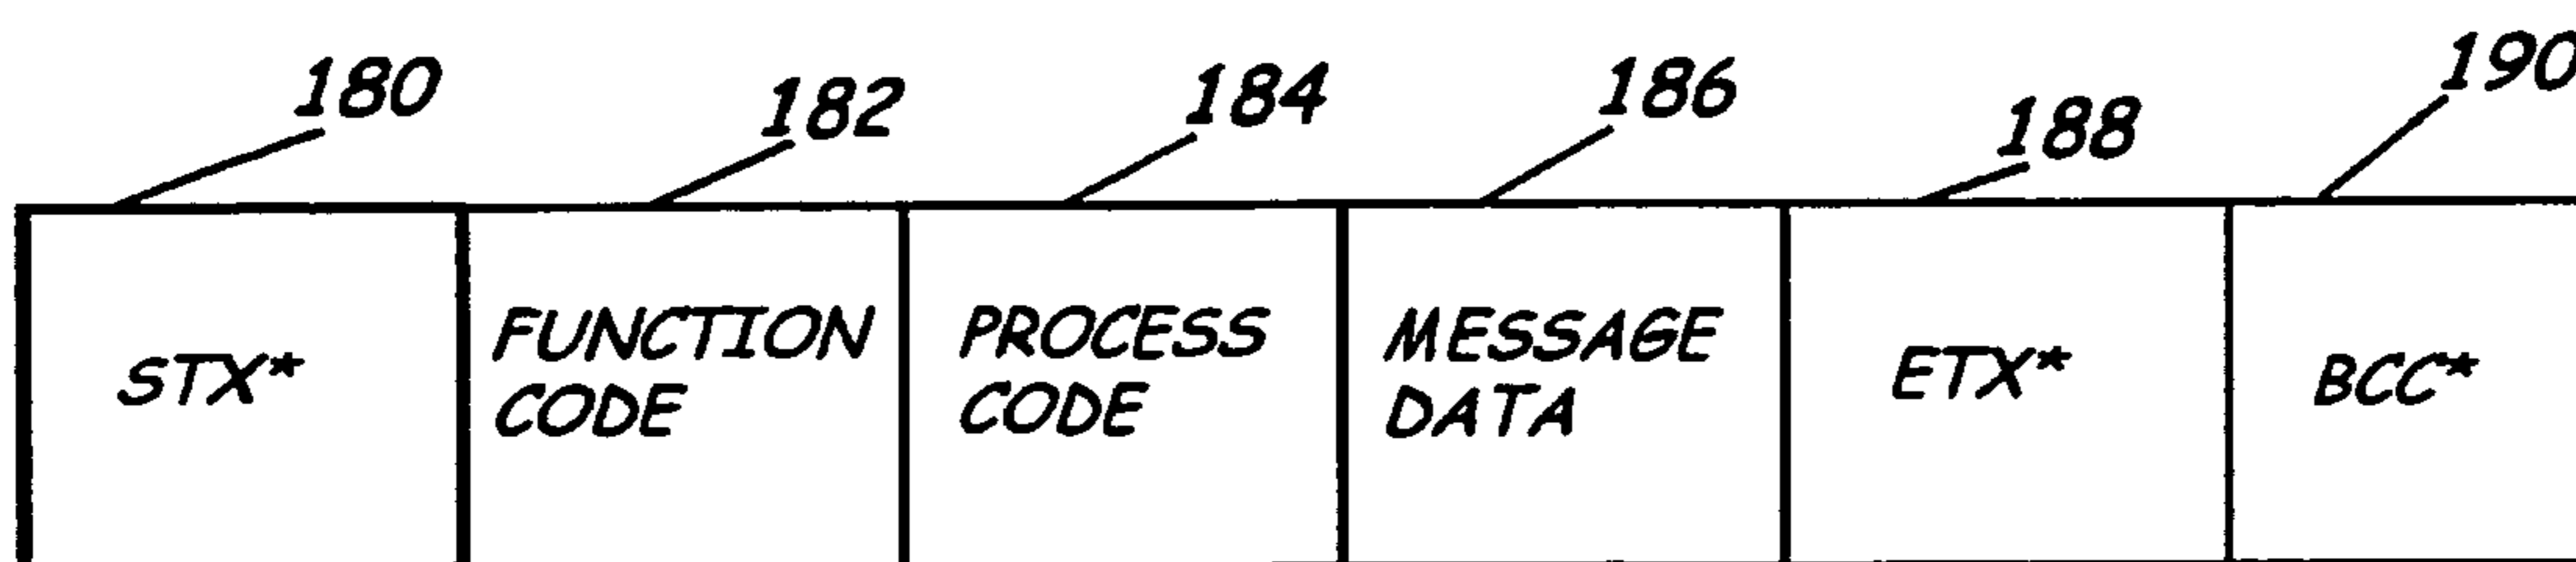 180
182
184
186
188
190
STX*
FUNCTION
CODE
PROCESS
CODE
MESSAGE
DATA
ETX*
BCC*